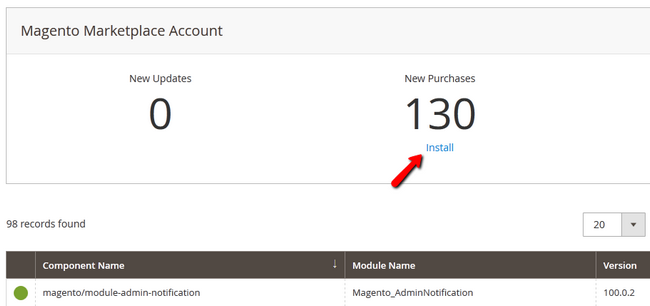 Magento Marketplace Account
New Updates
0
New Purchases
130
Install
98 records found
20
Component Name ↓ Module Name Version
magento/module-admin-notification Magento_AdminNotification 100.0.2